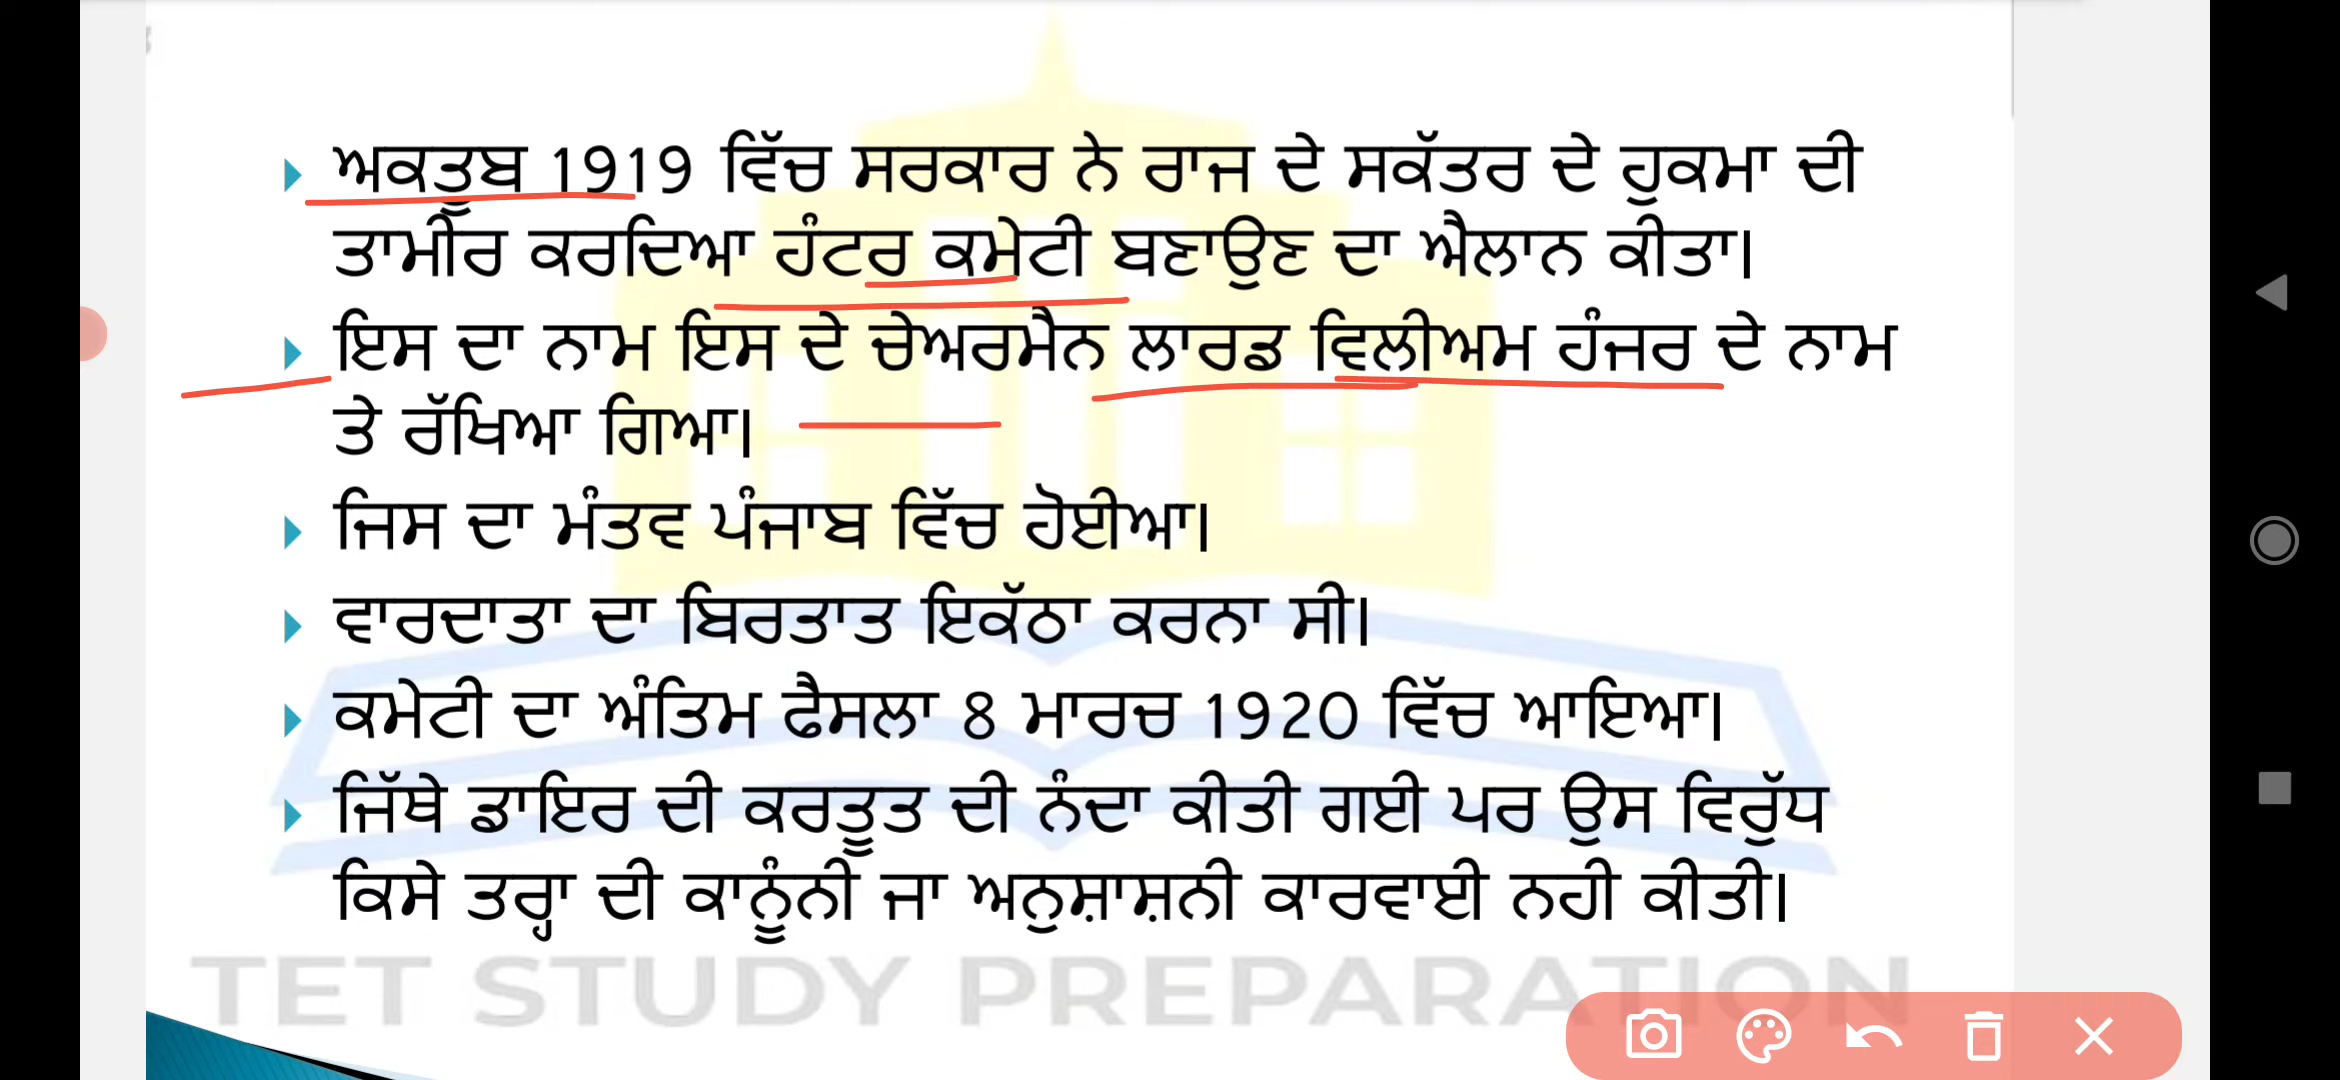 ਅਕਤੂਬ 1919 ਵਿੱਚ ਸਰਕਾਰ ਨੇ ਰਾਜ ਦੇ ਸਕੱਤਰ ਦੇ ਹੁਕਮਾ ਦੀ
ਤਾਮੀਰ ਕਰਦਿਆ ਹੰਟਰ ਕਮੇਟੀ ਬਣਾਉਣ ਦਾ ਐਲਾਨ ਕੀਤਾ।
ਇਸ ਦਾ ਨਾਮ ਇਸ ਦੇ ਚੇਅਰਮੈਨ ਲਾਰਡ ਵਿਲੀਅਮ ਹੰਜਰ ਦੇ ਨਾਮ
ਤੇ ਰੱਖਿਆ ਗਿਆ।
ਜਿਸ ਦਾ ਮੰਤਵ ਪੰਜਾਬ ਵਿੱਚ ਹੋਈਆ।
ਵਾਰਦਾਤਾ ਦਾ ਬਿਰਤਾਤ ਇਕੱਠਾ ਕਰਨਾ ਸੀ।
ਕਮੇਟੀ ਦਾ ਅੰਤਿਮ ਫੈਸਲਾ 8 ਮਾਰਚ 1920 ਵਿੱਚ ਆਇਆ।
ਜਿੱਥੇ ਡਾਇਰ ਦੀ ਕਰਤੂਤ ਦੀ ਨੰਦਾ ਕੀਤੀ ਗਈ ਪਰ ਉਸ ਵਿਰੁੱਧ
ਕਿਸੇ ਤਰ੍ਹਾ ਦੀ ਕਾਨੂੰਨੀ ਜਾ ਅਨੁਸ਼ਾਸ਼ਨੀ ਕਾਰਵਾਈ ਨਹੀ ਕੀਤੀ।
TET STUDY PREPARATION